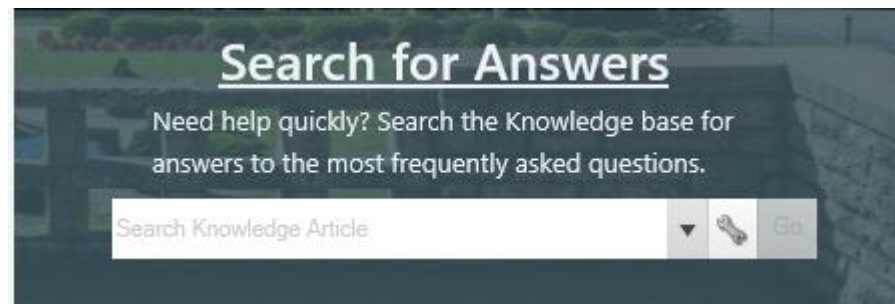 Search for Answers
Need help quickly? Search the Knowledge base for
answers to the most frequently asked questions.
Search Knowledge Article
Go